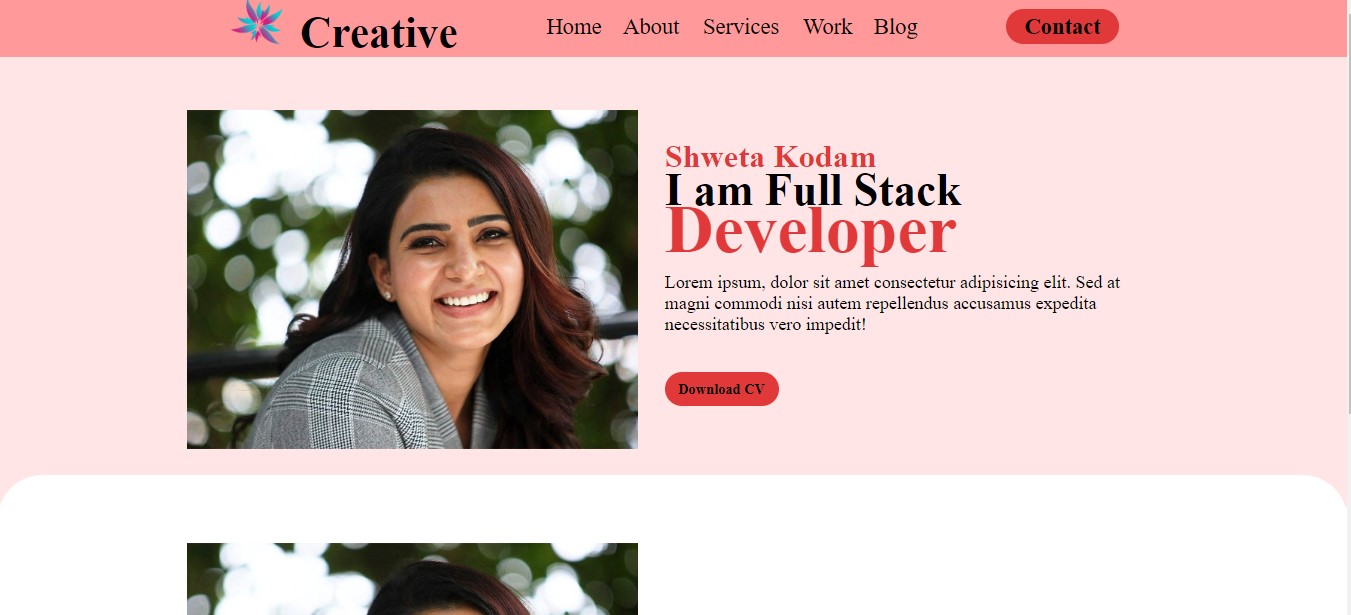 Creative
Home About Services Work Blog
Contact
Shweta Kodam
I am Full Stack
Developer
Lorem ipsum, dolor sit amet consectetur adipisicing elit. Sed at
magni commodi nisi autem repellendus accusamus expedita
necessitatibus vero impedit!
Download CV